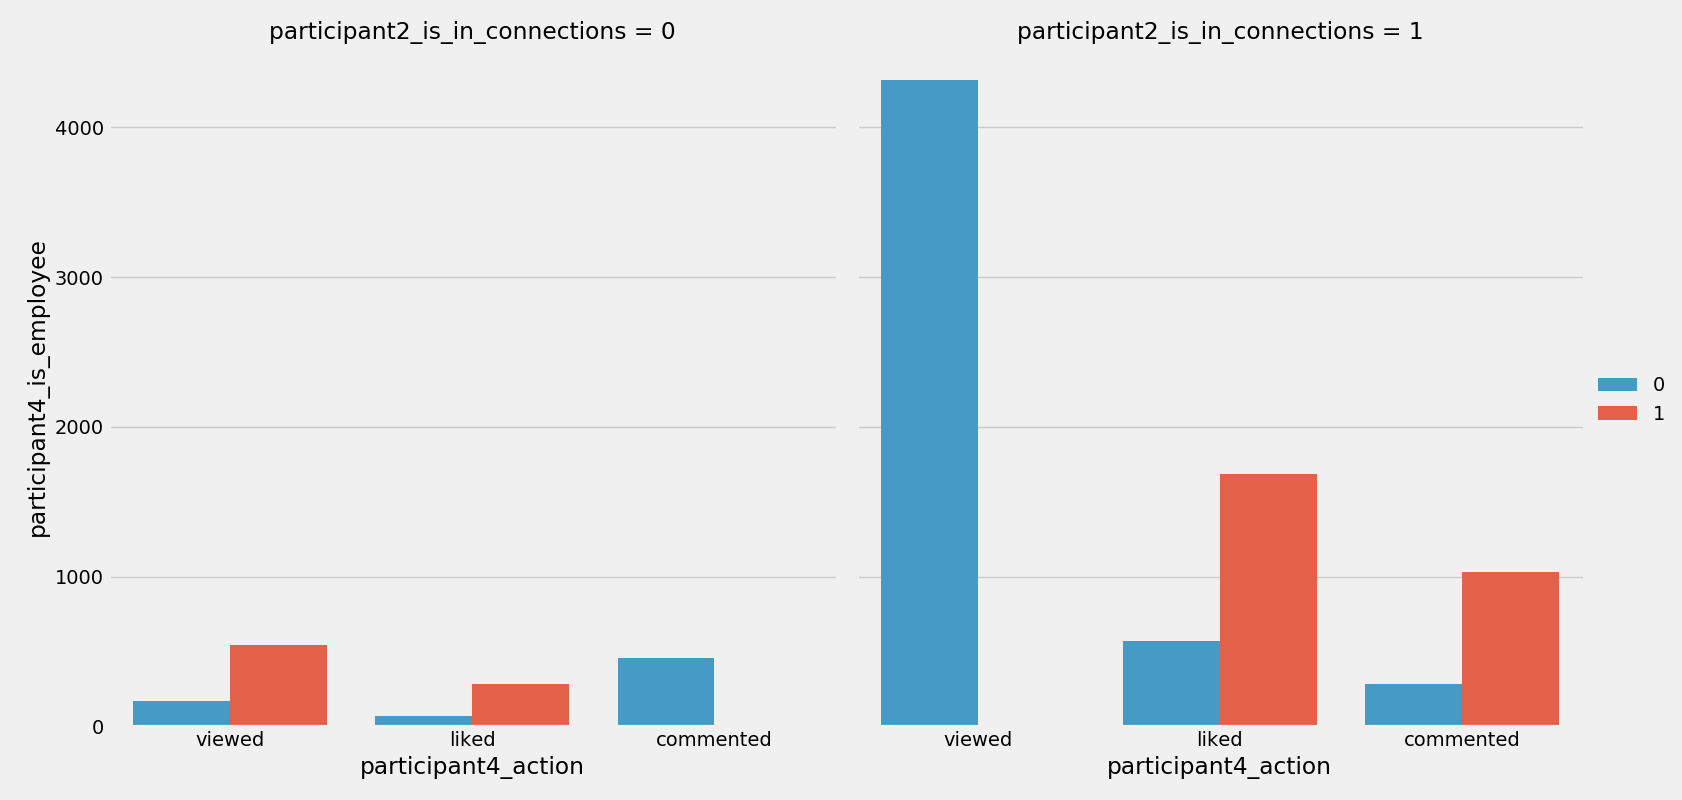 participant2_is_in_connections = 0
participant2_is_in_connections = 1
participant4_is_employee
4000
3000
2000
1000
0
viewed
liked
commented
participant4_action
viewed
liked
commented
participant4_action
0
1